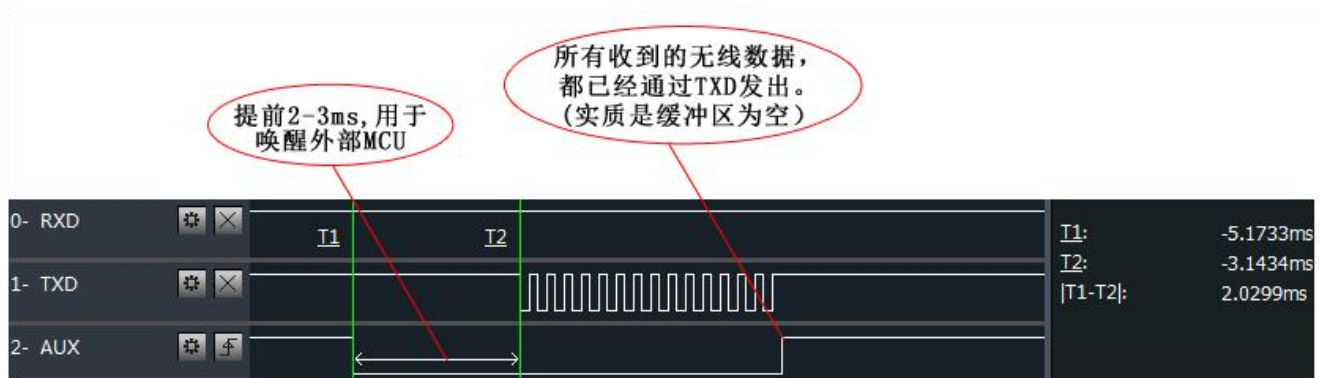 所有收到的无线数据，
都已经通过TXD发出。
(实质是缓冲区为空)
提前2-3ms,用于
唤醒外部MCU
0- RXD
T1
T2
T1: -5.1733ms
T2: -3.1434ms
|T1-T2|: 2.0299ms
1- TXD
2- AUX